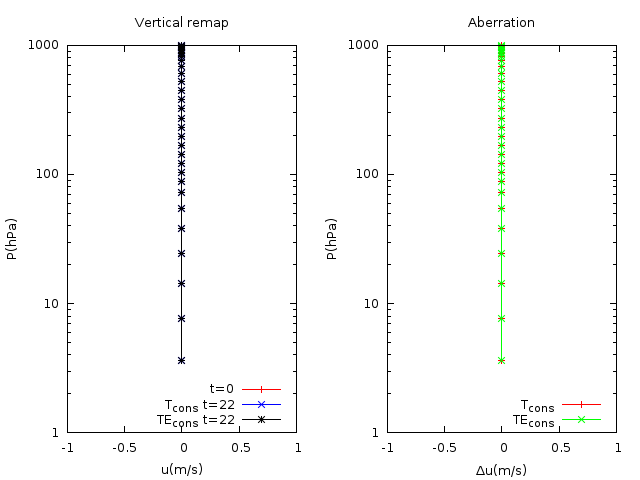 Vertical remap
1000
100
10
1
P(hPa)
t=0
T_cons t=22
TE_cons t=22
-1 -0.5 0 0.5 1
u(m/s)
Aberration
1000
100
10
1
P(hPa)
T_cons
TE_cons
-1 -0.5 0 0.5 1
Δu(m/s)